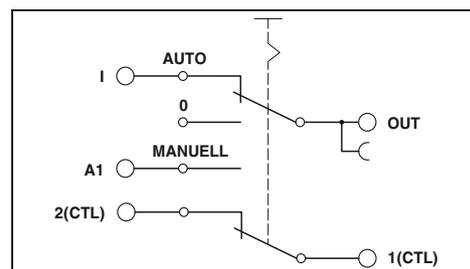 AUTO
I
0
OUT
MANUELL
A1
2(CTL)
1(CTL)